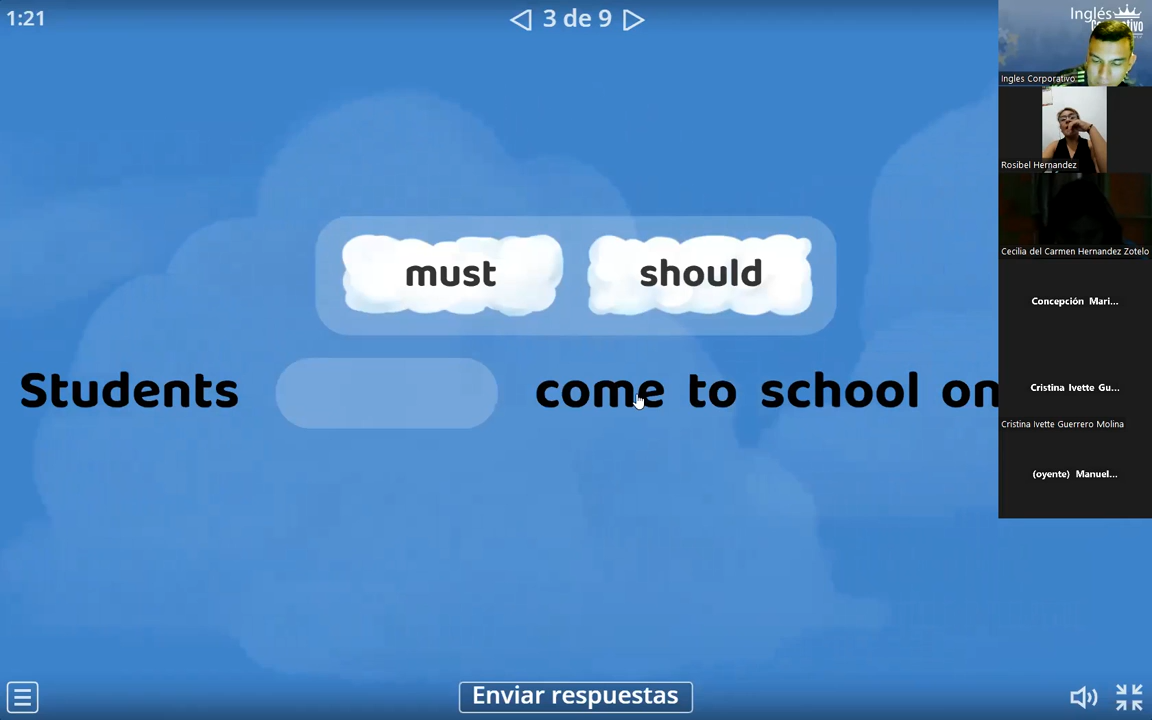 1:21
3 de 9
Inglés
Ingles Corporativo
Rosibel Hernandez
must
should
Cecilia del Carmen Hernandez Zotelo
Concepción Mari...
Students come to school on
Cristina Ivette Gu...
Cristina Ivette Guerrero Molina
(oyente) Manuel...
Enviar respuestas